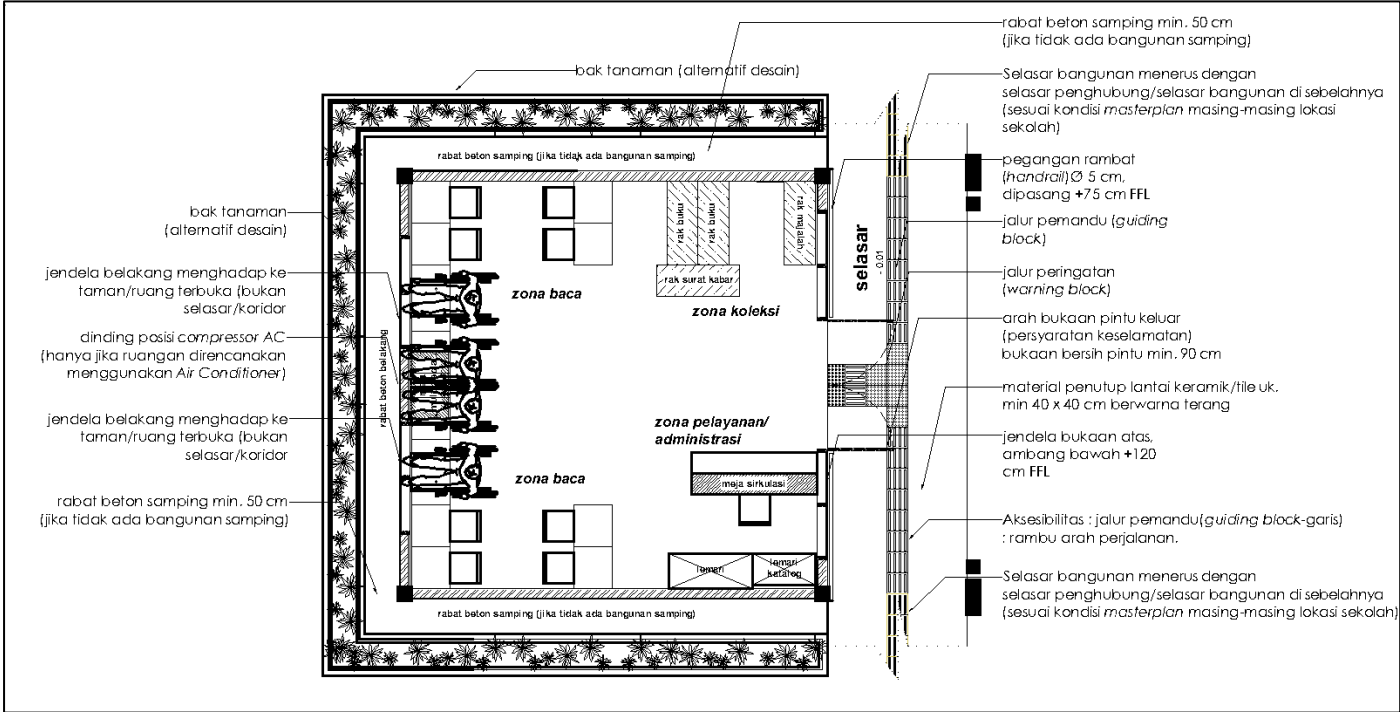 bak tanaman (alternatif desain)
bak tanaman
(alternatif desain)
jendela belakang menghadap ke
taman/ruang terbuka (bukan
selasar/koridor
dinding posisi compressor AC
(hanya jika ruangan direncanakan
menggunakan Air Conditioner)
jendela belakang menghadap ke
taman/ruang terbuka (bukan
selasar/koridor
rabat beton samping min. 50 cm
(jika tidak ada bangunan samping)
rabat beton samping (jika tidak ada bangunan samping)
rabat beton belakang
zona baca
rak buku
rak buku
rak majalah
rak surat kabar
zona koleksi
zona pelayanan/
administrasi
meja sirkulasi
zona baca
lemari
lemari
katalog
rabat beton samping (jika tidak ada bangunan samping)
selasar
- 0.01
rabat beton samping min. 50 cm
(jika tidak ada bangunan samping)
Selasar bangunan menerus dengan
selasar penghubung/selasar bangunan di sebelahnya
(sesuai kondisi masterplan masing-masing lokasi
sekolah)
pegangan rambat
(handrail)Ø 5 cm,
dipasang +75 cm FFL
jalur pemandu (guiding
block)
jalur peringatan
(warning block)
arah bukaan pintu keluar
(persyaratan keselamatan)
bukaan bersih pintu min. 90 cm
material penutup lantai keramik/tile uk.
min 40 x 40 cm berwarna terang
jendela bukaan atas,
ambang bawah +120
cm FFL
Aksesibilitas : jalur pemandu(guiding block-garis)
: rambu arah perjalanan.
Selasar bangunan menerus dengan
selasar penghubung/selasar bangunan di sebelahnya
(sesuai kondisi masterplan masing-masing lokasi sekolah)